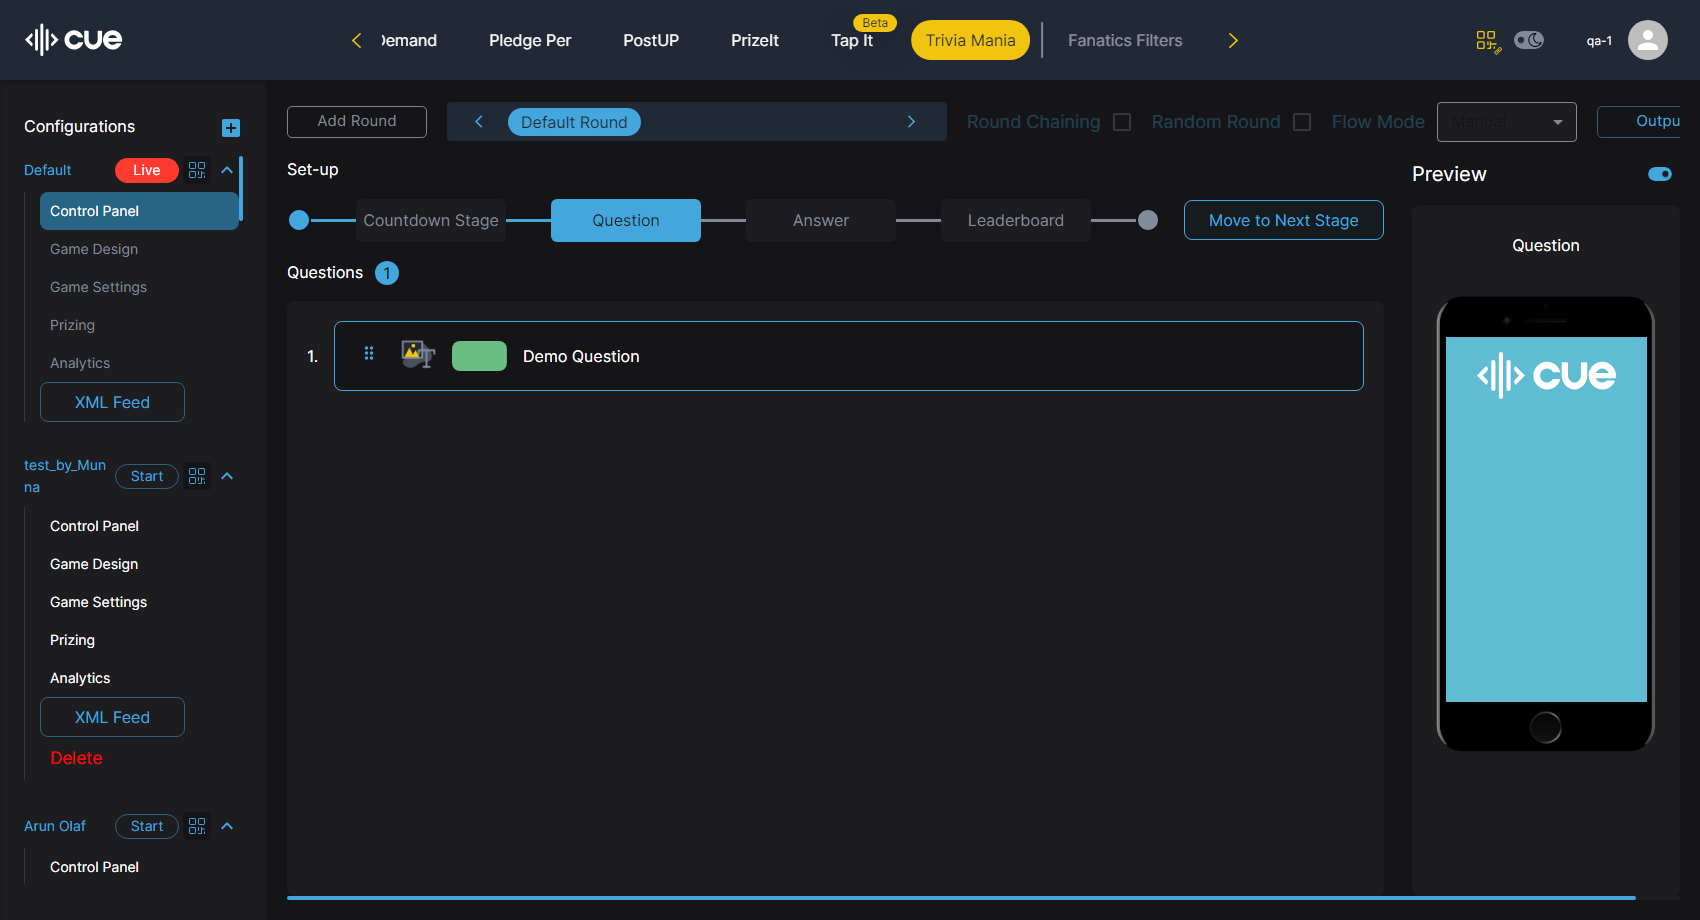 cue
Demand
Pledge Per
PostUP
PrizeIt
Beta
Tap It
Trivia Mania
Fanatics Filters
qa-1
Configurations
Default
Live
Control Panel
Game Design
Game Settings
Prizing
Analytics
XML Feed
test_by_Mun
na
Start
Control Panel
Game Design
Game Settings
Prizing
Analytics
XML Feed
Delete
Arun Olaf
Start
Control Panel
Add Round
Default Round
Round Chaining
Random Round
Flow Mode
Manual
Outpu
Set-up
Countdown Stage
Question
Answer
Leaderboard
Move to Next Stage
Questions 1
1. Demo Question
Preview
Question
cue